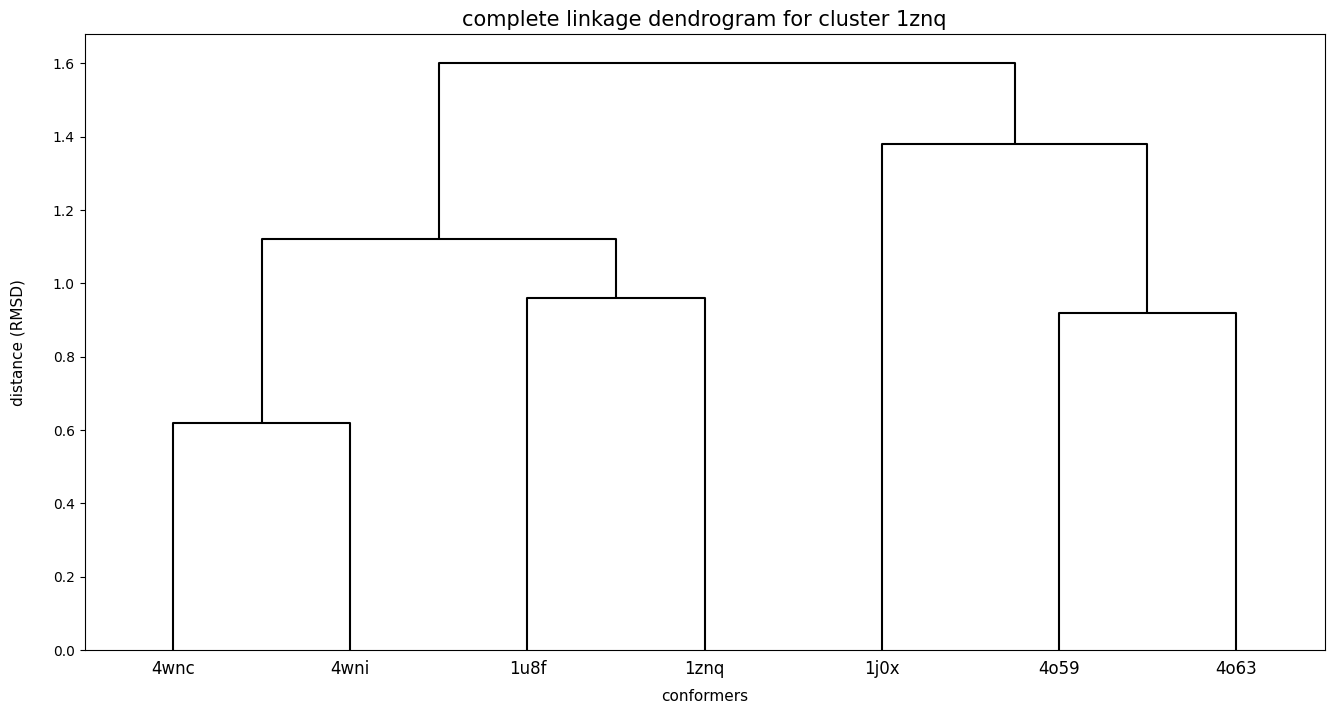 complete linkage dendrogram for cluster 1znq
distance (RMSD)
1.6
1.4
1.2
1.0
0.8
0.6
0.4
0.2
0.0
4wnc 4wni 1u8f 1znq 1j0x 4o59 4o63
conformers